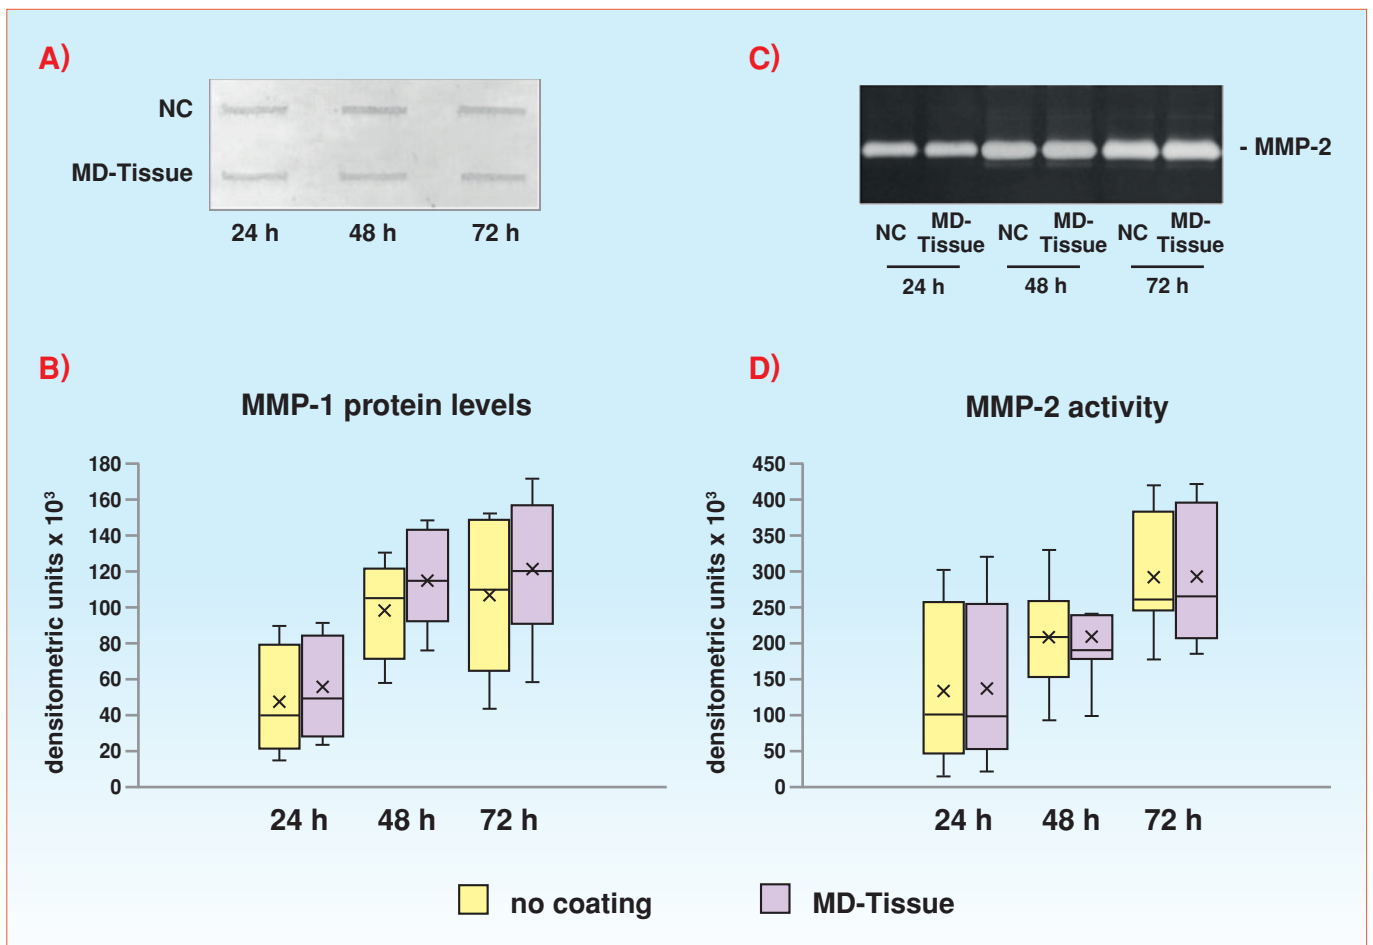 A)
NC
MD-Tissue
24 h 48 h 72 h
C)
- MMP-2
NC MD-Tissue NC MD-Tissue NC MD-Tissue
24 h 48 h 72 h
B)
MMP-1 protein levels
densitometric units x 10³
180
160
140
120
100
80
60
40
20
0
24 h 48 h 72 h
D)
MMP-2 activity
densitometric units x 10³
450
400
350
300
250
200
150
100
50
0
24 h 48 h 72 h
no coating MD-Tissue